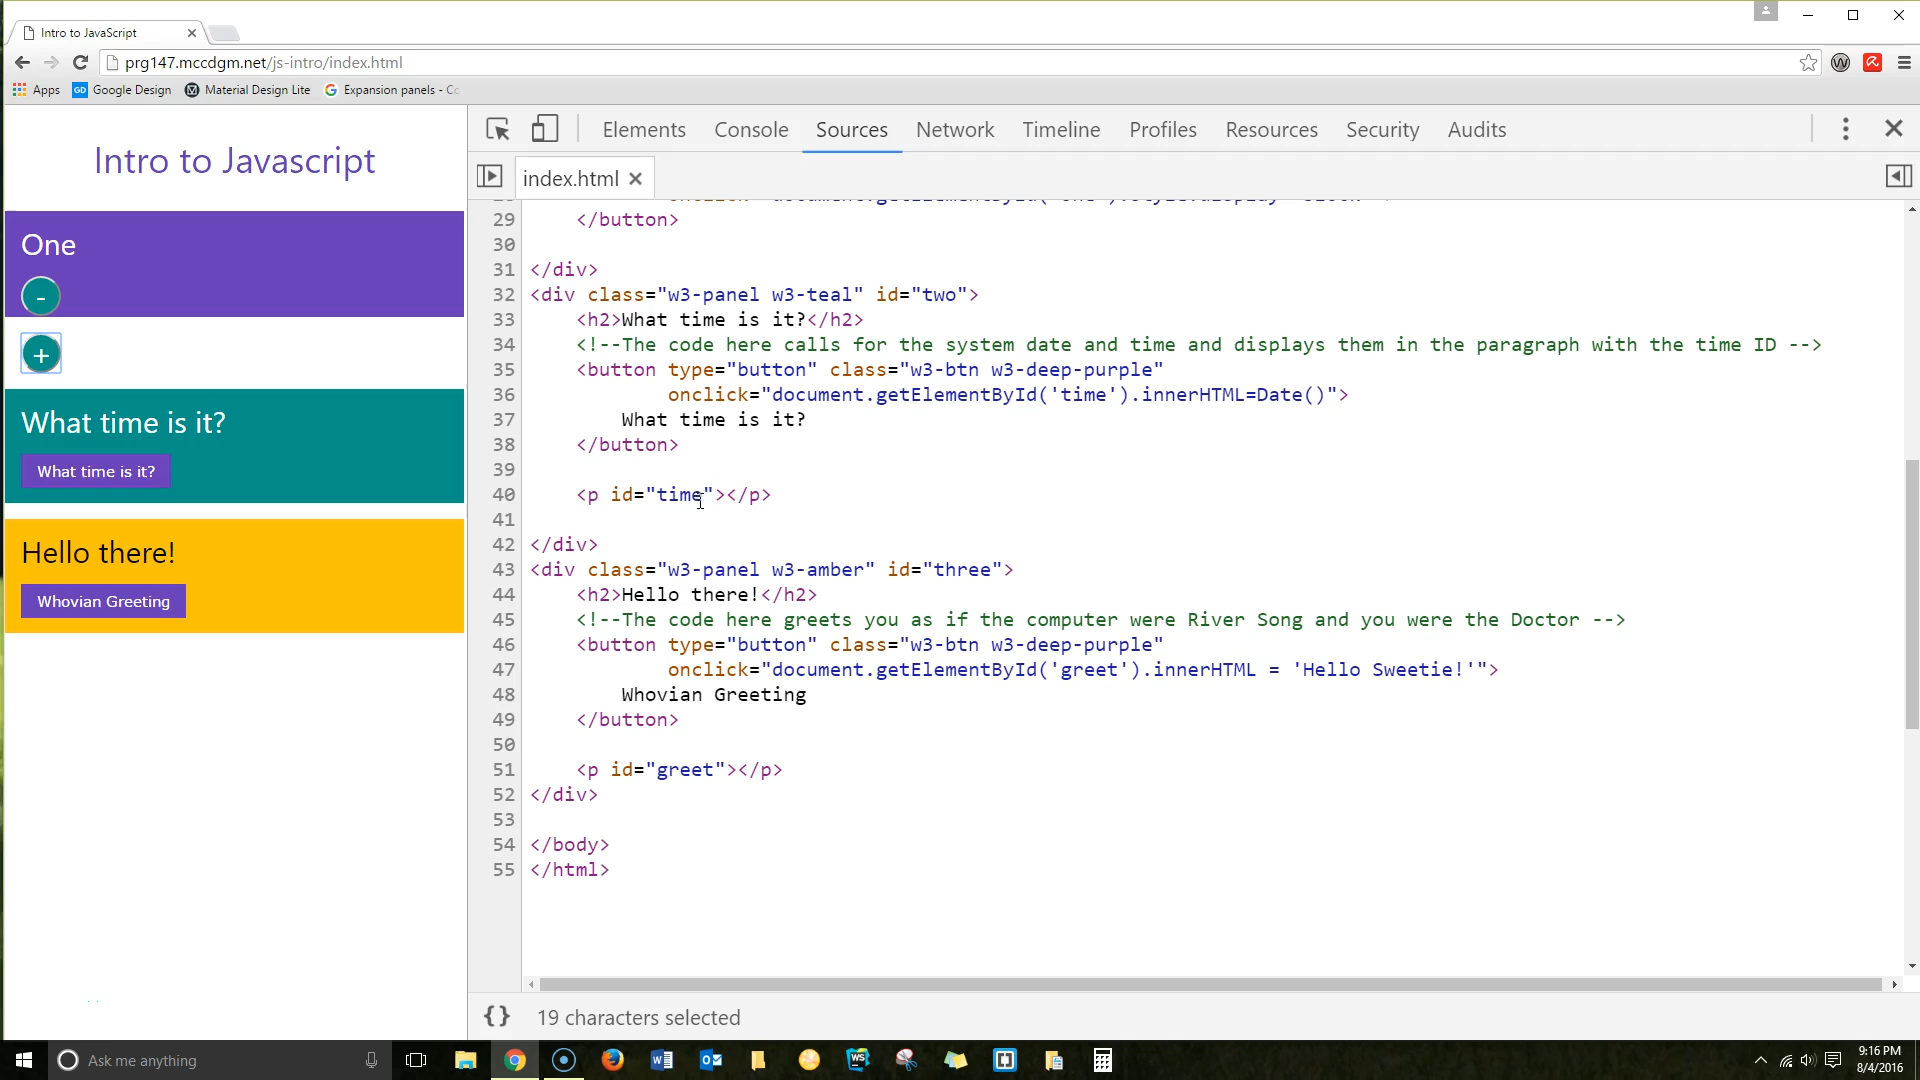 Intro to JavaScript
prg147.mccdgm.net/js-intro/index.html
Apps Google Design Material Design Lite Expansion panels - Co
Intro to Javascript
One
-
+
What time is it?
What time is it?
Hello there!
Whovian Greeting
Elements Console Sources Network Timeline Profiles Resources Security Audits
index.html
29 </button>
30
31 </div>
32 <div class="w3-panel w3-teal" id="two">
33 <h2>What time is it?</h2>
34 <!--The code here calls for the system date and time and displays them in the paragraph with the time ID -->
35 <button type="button" class="w3-btn w3-deep-purple"
36 onclick="document.getElementById('time').innerHTML=Date()">
37 What time is it?
38 </button>
39
40 <p id="time"></p>
41
42 </div>
43 <div class="w3-panel w3-amber" id="three">
44 <h2>Hello there!</h2>
45 <!--The code here greets you as if the computer were River Song and you were the Doctor -->
46 <button type="button" class="w3-btn w3-deep-purple"
47 onclick="document.getElementById('greet').innerHTML = 'Hello Sweetie!'">
48 Whovian Greeting
49 </button>
50
51 <p id="greet"></p>
52 </div>
53
54 </body>
55 </html>
{} 19 characters selected
Ask me anything
9:16 PM
8/4/2016